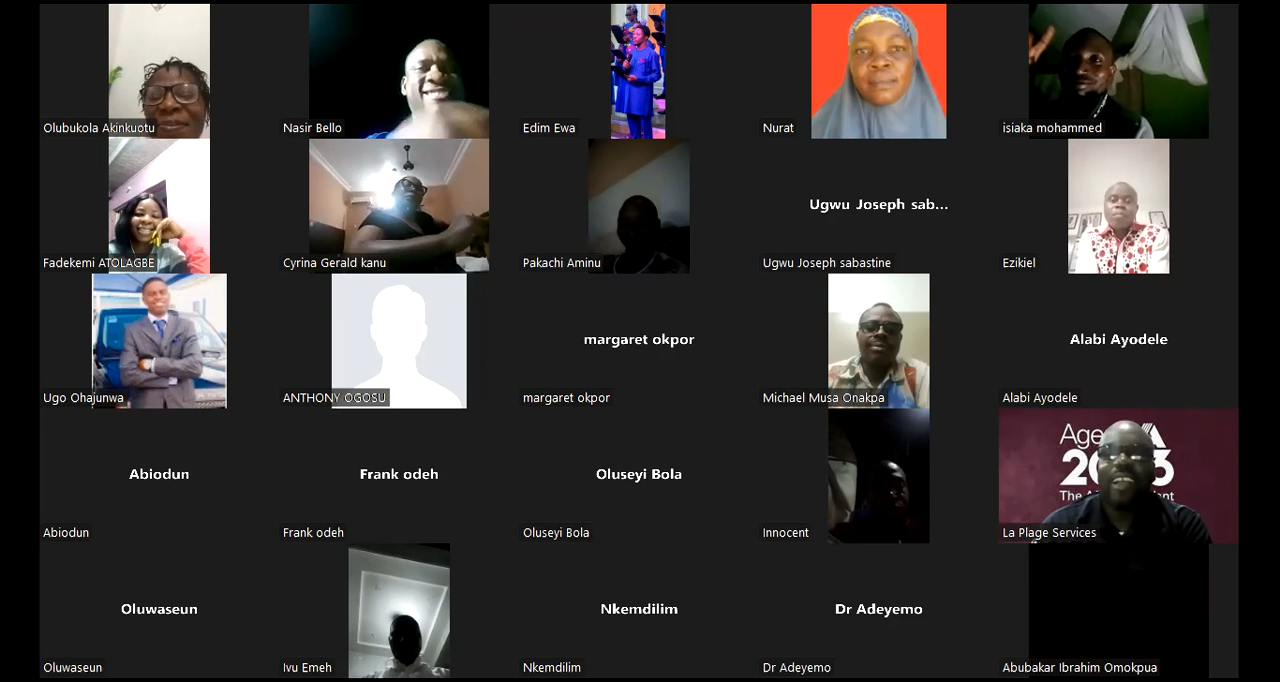 Olubukola Akinkuotu
Nasir Bello
Edim Ewa
Nurat
isiaka mohammed
Fadekemi ATOLAGBE
Cyrina Gerald kanu
Pakachi Aminu
Ugwu Joseph sab...
Ugwu Joseph sabastine
Ezikiel
Ugo Ohajunwa
ANTHONY OGOSU
margaret okpor
margaret okpor
Michael Musa Onakpa
Alabi Ayodele
Alabi Ayodele
Abiodun
Abiodun
Frank odeh
Frank odeh
Oluseyi Bola
Oluseyi Bola
Innocent
The
La Plage Services
Oluwaseun
Oluwaseun
Ivu Emeh
Nkemdilim
Nkemdilim
Dr Adeyemo
Dr Adeyemo
Abubakar Ibrahim Omokpua